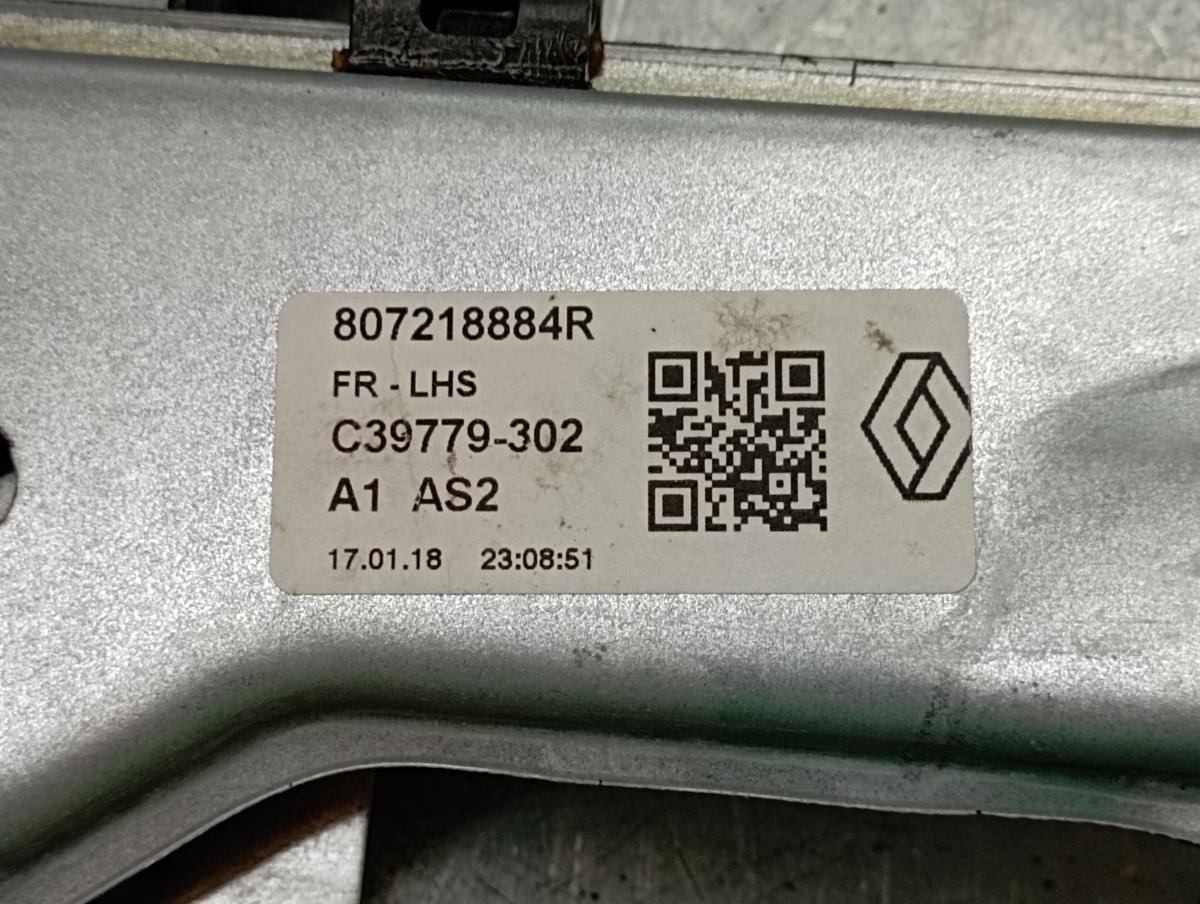 807218884R
FR - LHS
C39779-302
A1 AS2
17.01.18 23:08:51